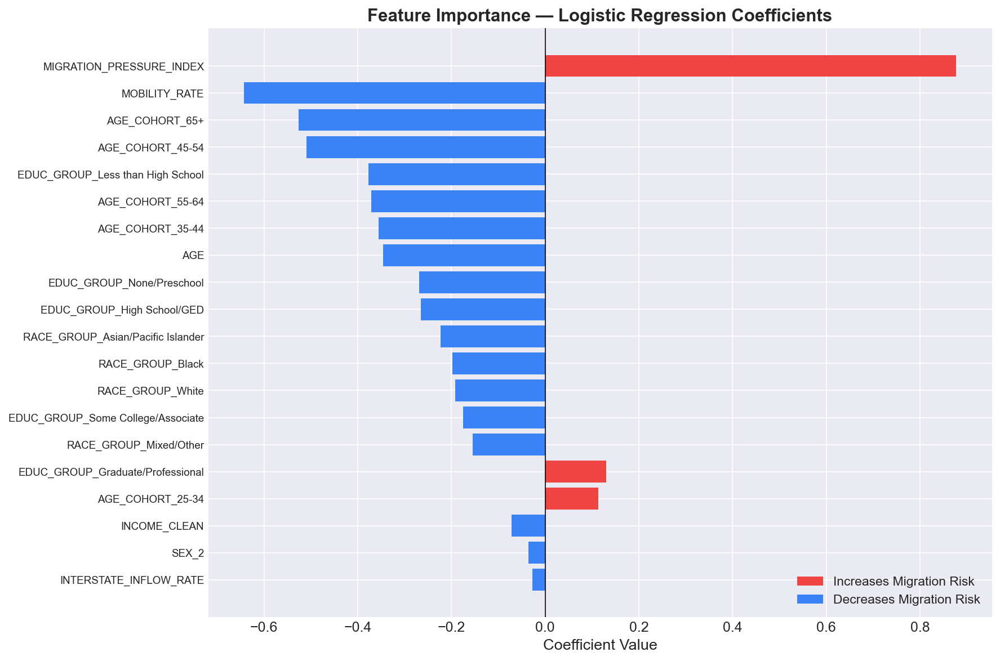 Feature Importance — Logistic Regression Coefficients
MIGRATION_PRESSURE_INDEX
MOBILITY_RATE
AGE_COHORT_65+
AGE_COHORT_45-54
EDUC_GROUP_Less than High School
AGE_COHORT_55-64
AGE_COHORT_35-44
AGE
EDUC_GROUP_None/Preschool
EDUC_GROUP_High School/GED
RACE_GROUP_Asian/Pacific Islander
RACE_GROUP_Black
RACE_GROUP_White
EDUC_GROUP_Some College/Associate
RACE_GROUP_Mixed/Other
EDUC_GROUP_Graduate/Professional
AGE_COHORT_25-34
INCOME_CLEAN
SEX_2
INTERSTATE_INFLOW_RATE
Increases Migration Risk
Decreases Migration Risk
−0.6 −0.4 −0.2 0.0 0.2 0.4 0.6 0.8
Coefficient Value